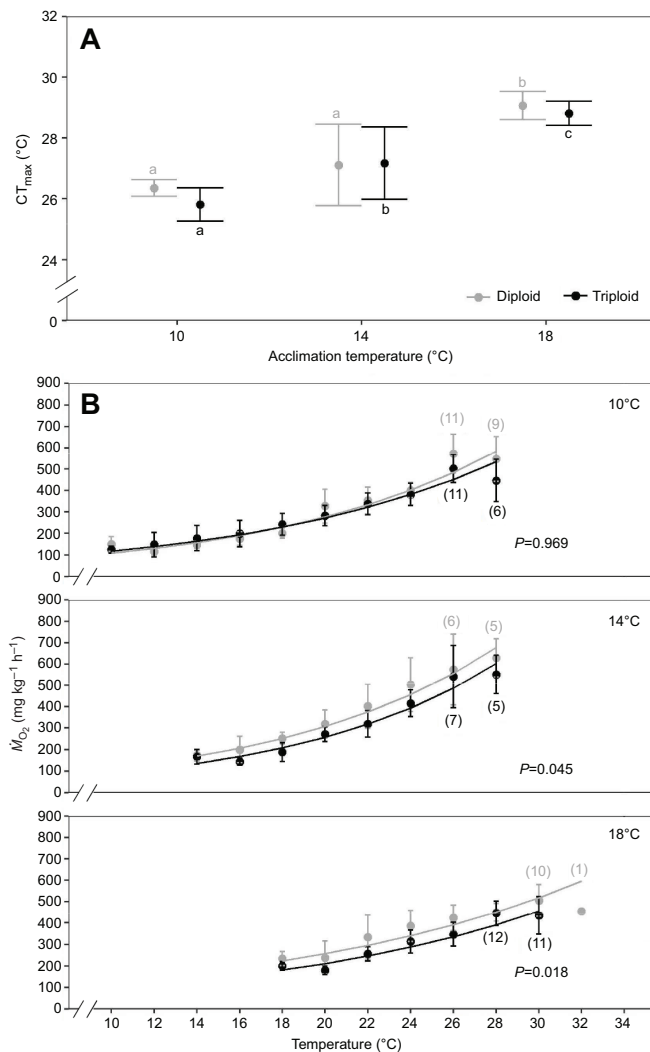 A
32
30
28
26
24
0
CTmax (°C)
a
a
a
b
b
c
Diploid
Triploid
10
14
18
Acclimation temperature (°C)
B
10°C
900
800
700
600
500
400
300
200
100
0
(11)
(9)
(11)
(6)
P=0.969
14°C
900
800
700
600
500
400
300
200
100
0
ṀO2 (mg kg−1 h−1)
(6)
(5)
(7)
(5)
P=0.045
18°C
900
800
700
600
500
400
300
200
100
0
(10)
(1)
(12)
(11)
P=0.018
10 12 14 16 18 20 22 24 26 28 30 32 34
Temperature (°C)